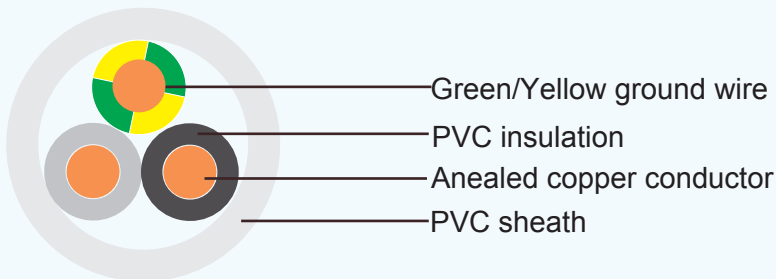 Green/Yellow ground wire
PVC insulation
Anealed copper conductor
PVC sheath